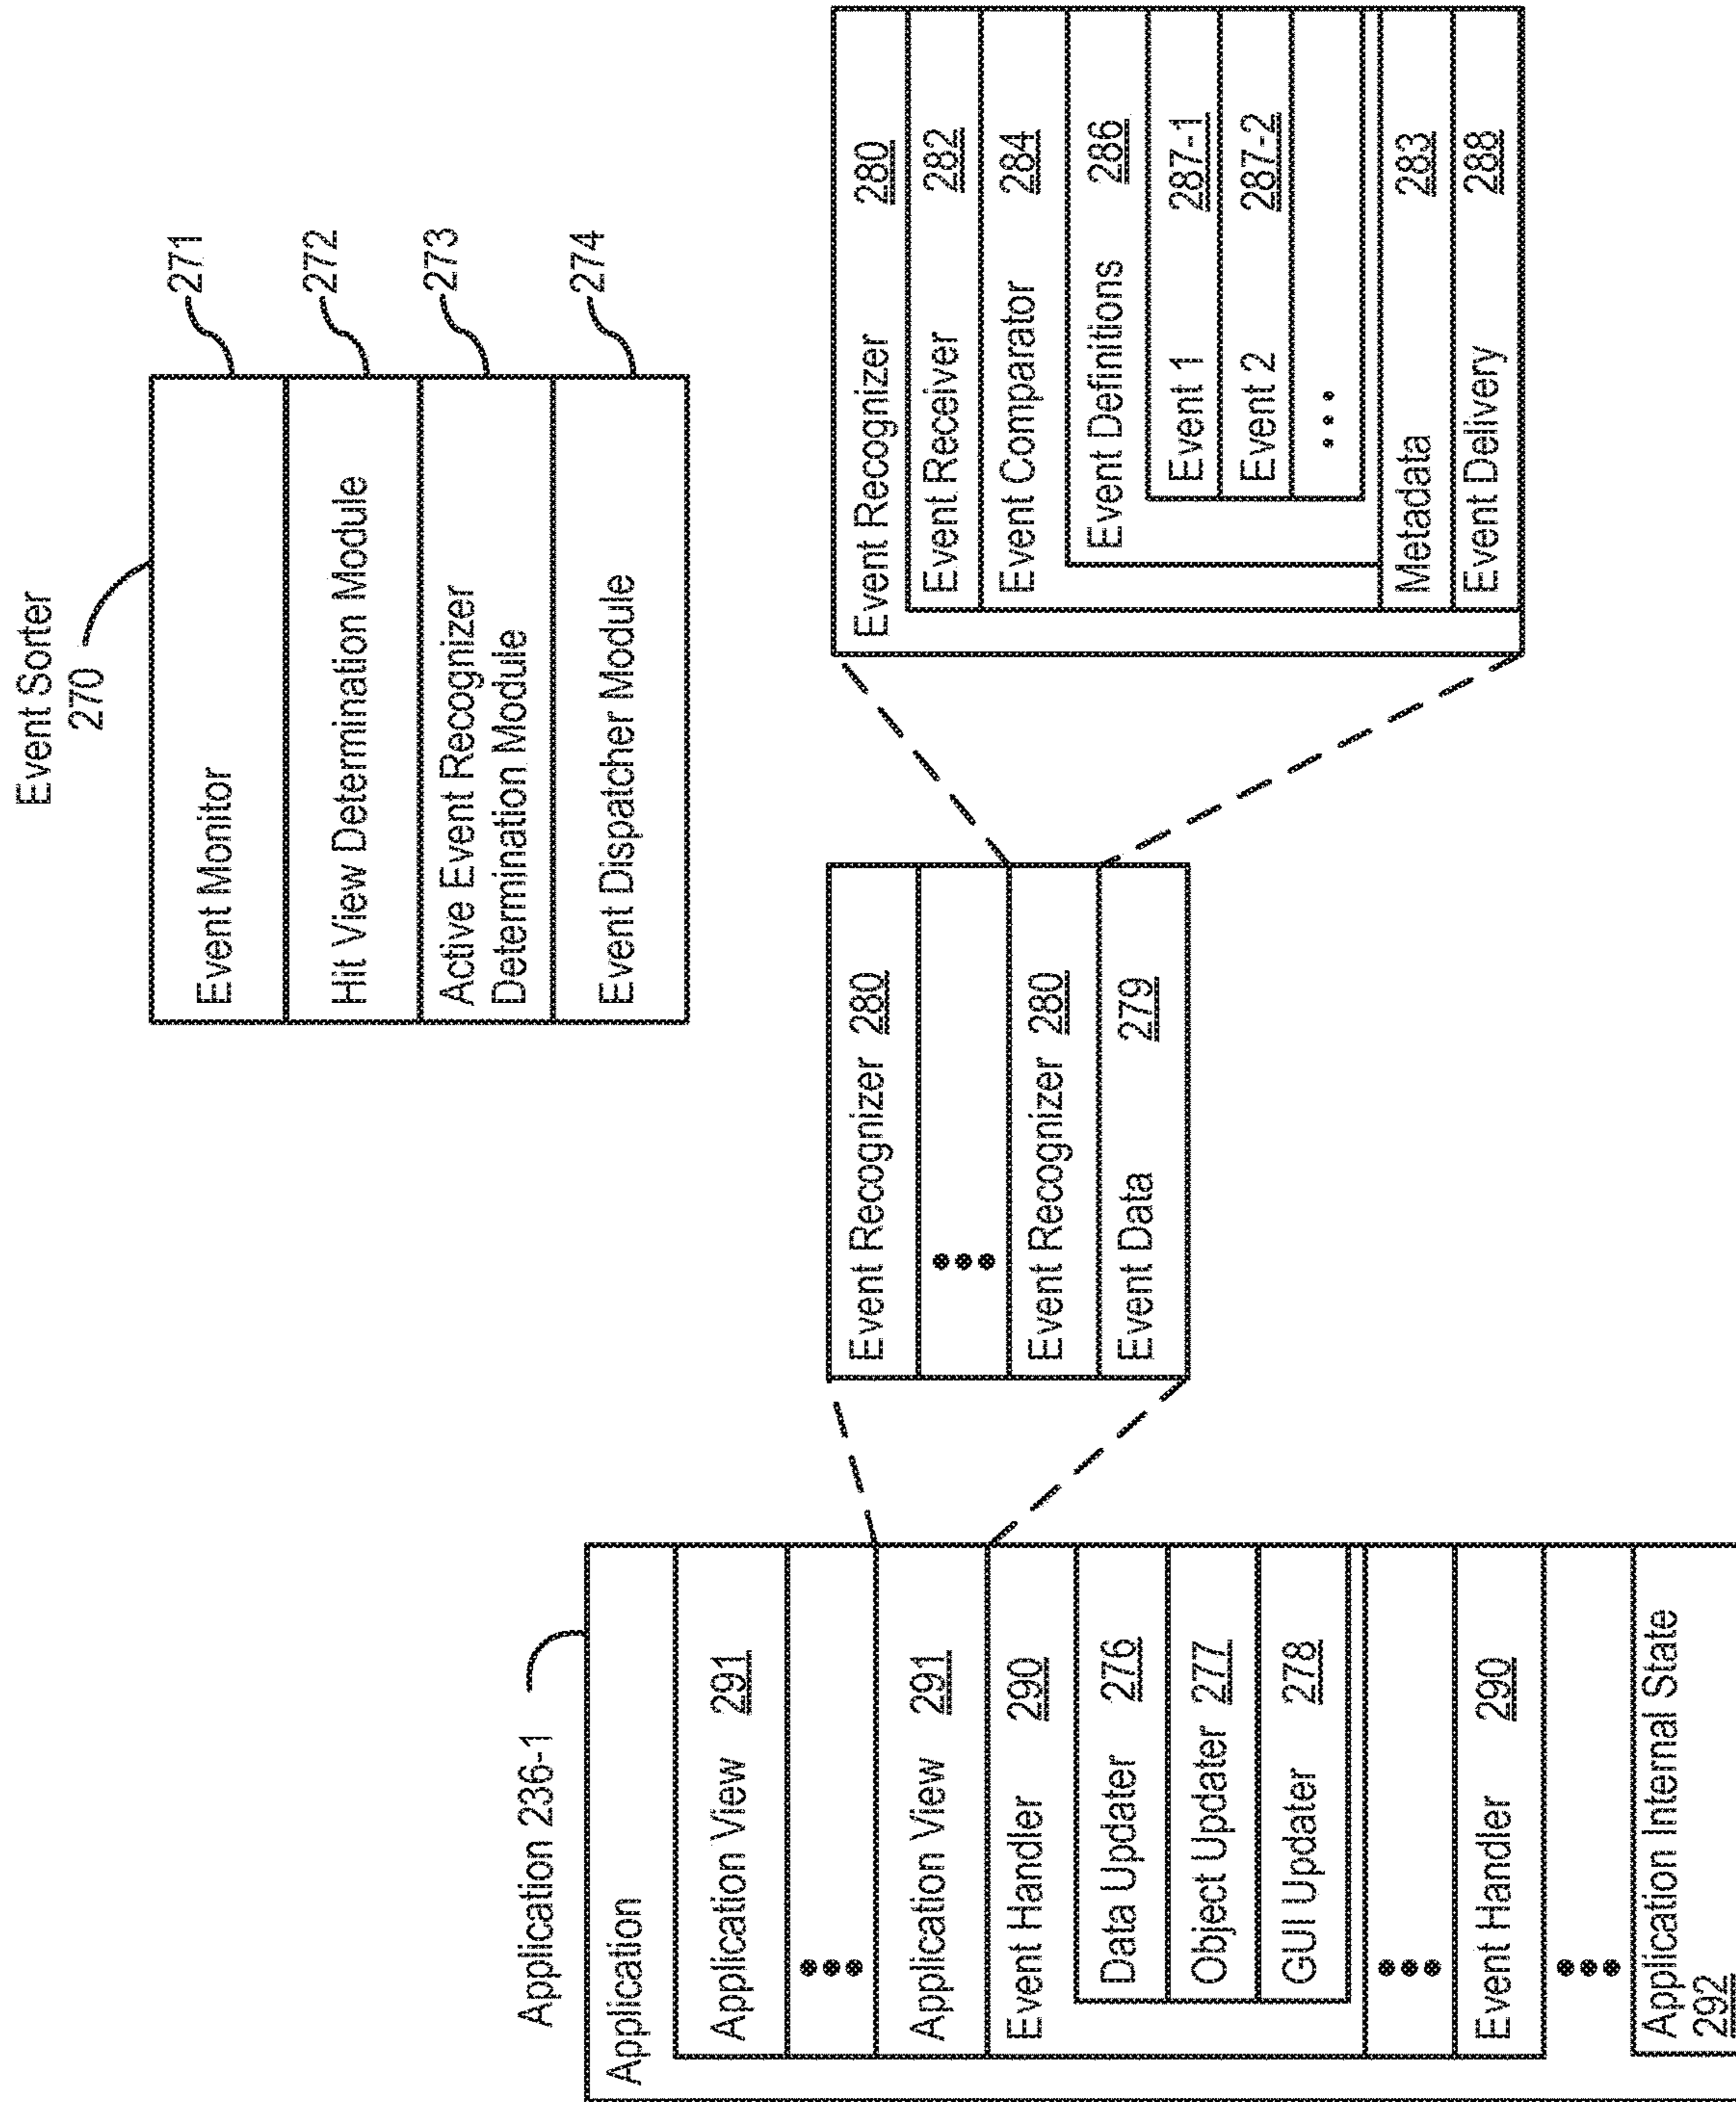 Event Sorter
270
Event Monitor
271
Hit View Determination Module
272
Active Event Recognizer
Determination Module
273
Event Dispatcher Module
274
Application 236-1
Application
Application View 291
•••
Application View 291
Event Handler 290
Data Updater 276
Object Updater 277
GUI Updater 278
•••
Event Handler 290
•••
Application Internal State
292
Event Recognizer 280
•••
Event Recognizer 280
Event Data 279
Event Recognizer 280
Event Receiver 282
Event Comparator 284
Event Definitions 286
Event 1 287-1
Event 2 287-2
•••
Metadata 283
Event Delivery 288